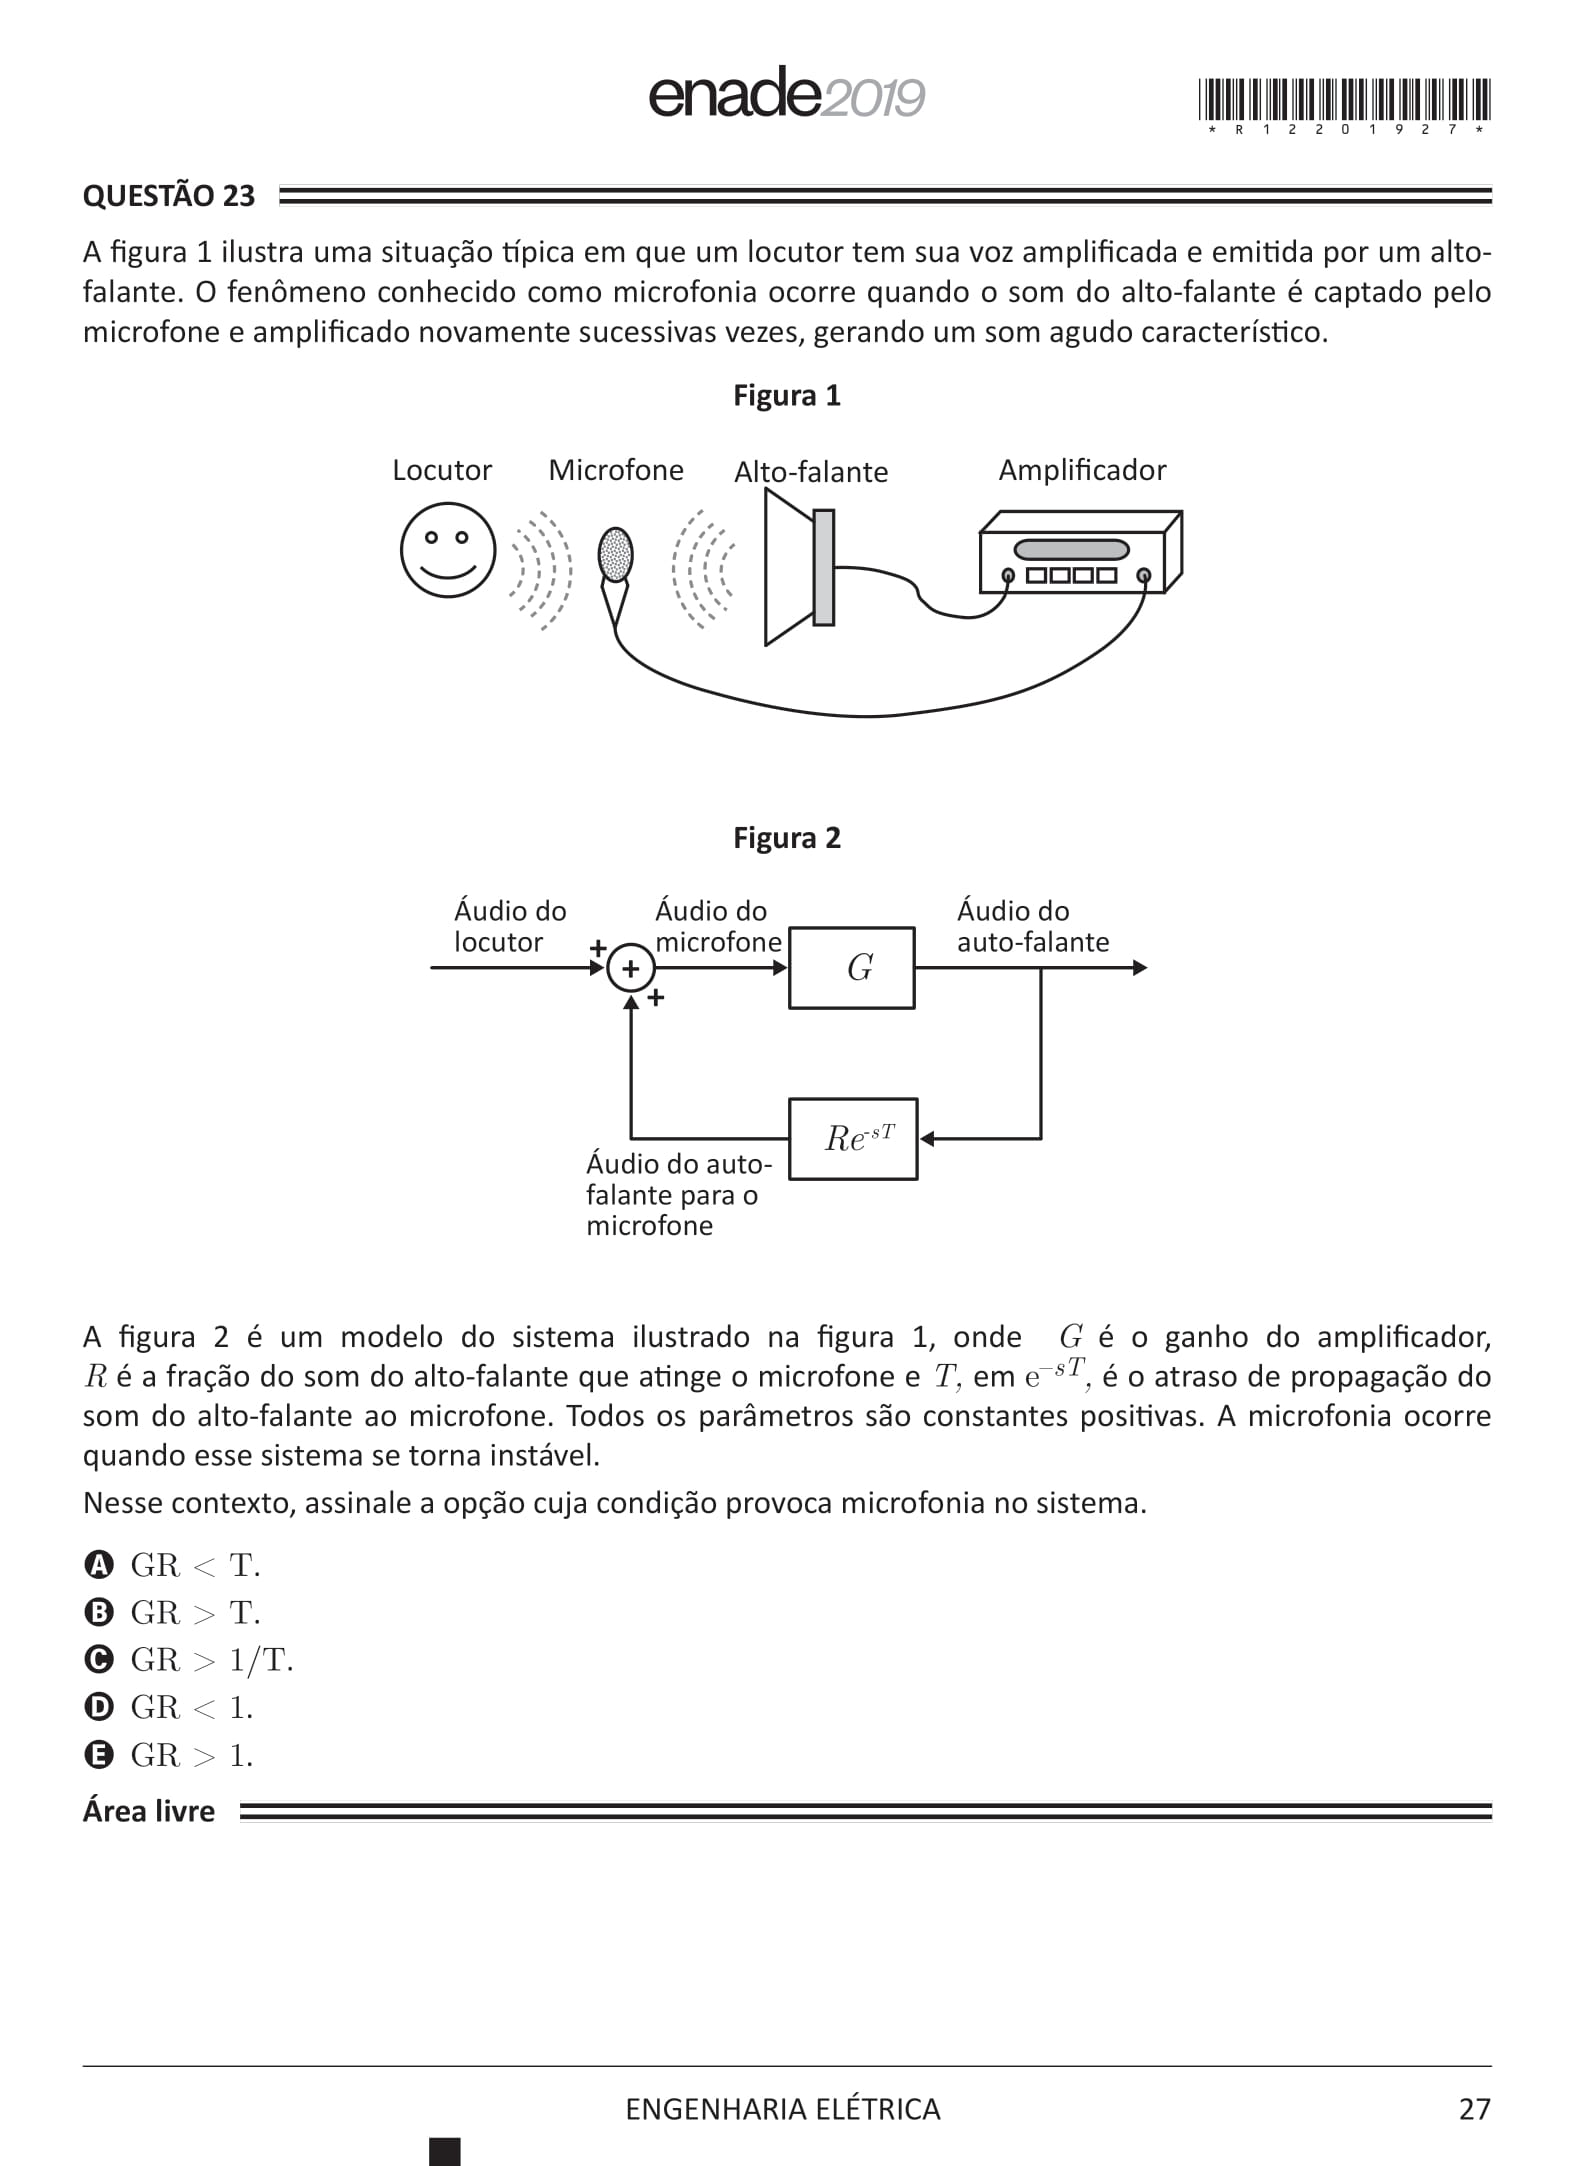 enade2019
* R 1 2 2 0 1 9 2 7 *
QUESTÃO 23
A figura 1 ilustra uma situação típica em que um locutor tem sua voz amplificada e emitida por um alto-
falante. O fenômeno conhecido como microfonia ocorre quando o som do alto-falante é captado pelo
microfone e amplificado novamente sucessivas vezes, gerando um som agudo característico.
Figura 1
Locutor Microfone Alto-falante Amplificador
Figura 2
Áudio do
locutor
Áudio do
microfone
G
Áudio do
auto-falante
+
+
+
Re^-sT
Áudio do auto-
falante para o
microfone
A figura 2 é um modelo do sistema ilustrado na figura 1, onde G é o ganho do amplificador,
R é a fração do som do alto-falante que atinge o microfone e T, em e^–sT, é o atraso de propagação do
som do alto-falante ao microfone. Todos os parâmetros são constantes positivas. A microfonia ocorre
quando esse sistema se torna instável.
Nesse contexto, assinale a opção cuja condição provoca microfonia no sistema.
A GR < T.
B GR > T.
C GR > 1/T.
D GR < 1.
E GR > 1.
Área livre
ENGENHARIA ELÉTRICA
27